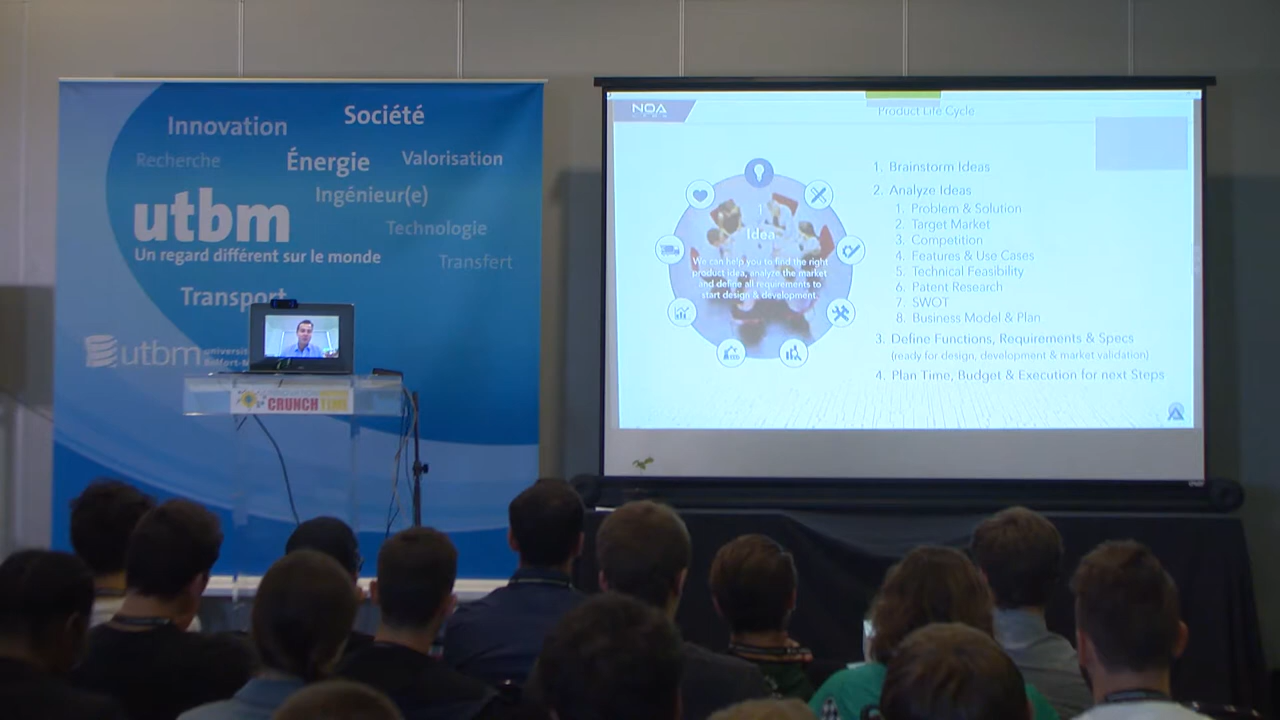 Innovation
Société
Recherche
Énergie
Valorisation
Ingénieur(e)
utbm
Technologie
Un regard différent sur le monde
Transfert
Transport
utbm
CRUNCH
NOA
Product Life Cycle
1
Idea
We can help you to find the right
product idea, analyze the market
and define all requirements to
start design & development.
1. Brainstorm Ideas
2. Analyze Ideas
1. Problem & Solution
2. Target Market
3. Competition
4. Features & Use Cases
5. Technical Feasibility
6. Patent Research
7. SWOT
8. Business Model & Plan
3. Define Functions, Requirements & Specs
(ready for design, development & market validation)
4. Plan Time, Budget & Execution for next Steps